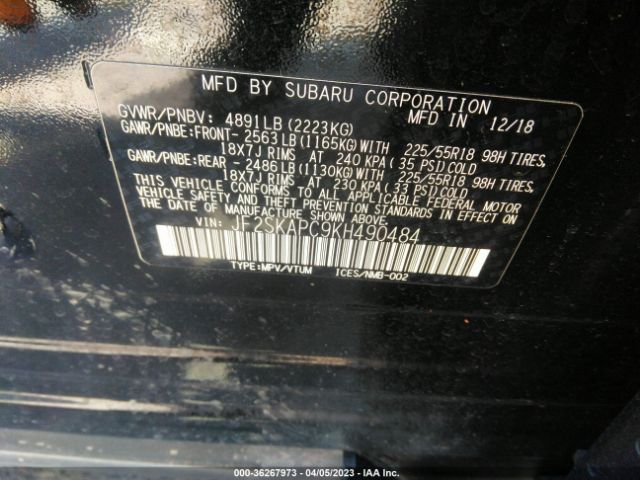 MFD BY SUBARU CORPORATION
GVWR/PNBV: 4891LB(2223KG) MFD IN 12/18
GAWR/PNBE:FRONT- 2563LB(1165KG)WITH 225/55R18 98H TIRES,
18X7J RIMS AT 240 KPA(35 PSI)COLD
GAWR/PNBE:REAR - 2486LB(1130KG)WITH 225/55R18 98H TIRES,
18X7J RIMS AT 230 KPA(33 PSI)COLD
THIS VEHICLE CONFORMS TO ALL APPLICABLE FEDERAL MOTOR
VEHICLE SAFETY AND THEFT PREVENTION STANDARDS IN EFFECT ON
THE DATE OF MANUFACTURE SHOWN ABOVE.
VIN: JF2SKAPC9KH490484
TYPE:MPV/VTUM ICES/NMB-002
000-36267973 - 04/05/2023 - IAA Inc.